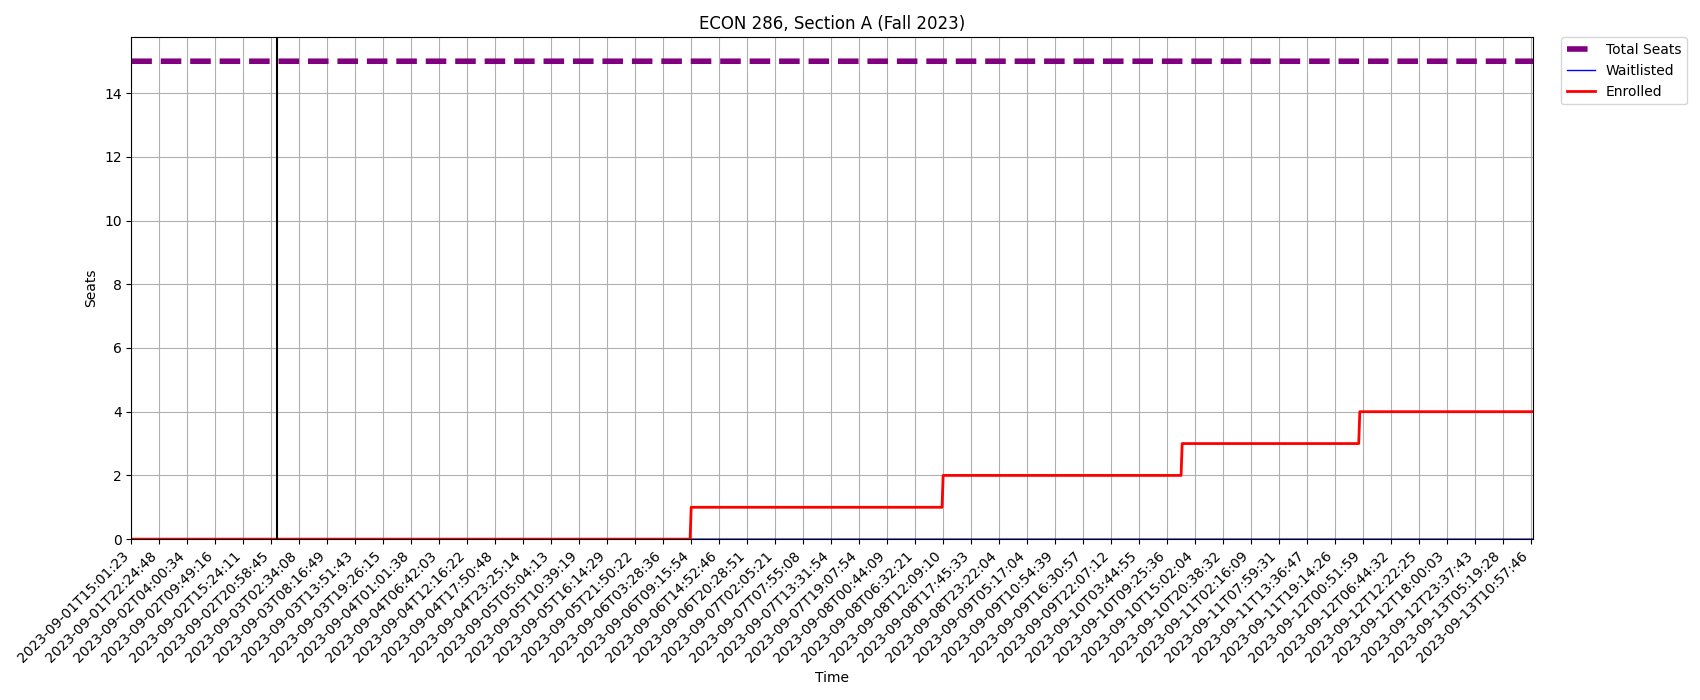 ECON 286, Section A (Fall 2023)
Total Seats
Waitlisted
Enrolled
Seats
14
12
10
8
6
4
2
0
2023-09-01T15:01:23
2023-09-01T22:24:48
2023-09-02T04:00:34
2023-09-02T09:49:16
2023-09-02T15:24:11
2023-09-02T20:58:45
2023-09-03T02:34:08
2023-09-03T08:16:49
2023-09-03T13:51:43
2023-09-03T19:26:15
2023-09-04T01:01:38
2023-09-04T06:42:03
2023-09-04T12:16:22
2023-09-04T17:50:48
2023-09-04T23:25:14
2023-09-05T05:04:13
2023-09-05T10:39:19
2023-09-05T16:14:29
2023-09-05T21:50:22
2023-09-06T03:28:36
2023-09-06T09:15:54
2023-09-06T14:52:46
2023-09-06T20:28:51
2023-09-07T02:05:21
2023-09-07T07:55:08
2023-09-07T13:31:54
2023-09-07T19:07:54
2023-09-08T00:44:09
2023-09-08T06:32:21
2023-09-08T12:09:10
2023-09-08T17:45:33
2023-09-08T23:22:04
2023-09-09T05:17:04
2023-09-09T10:54:39
2023-09-09T16:30:57
2023-09-09T22:07:12
2023-09-10T03:44:55
2023-09-10T09:25:36
2023-09-10T15:02:04
2023-09-10T20:38:32
2023-09-11T02:16:09
2023-09-11T07:59:31
2023-09-11T13:36:47
2023-09-11T19:14:26
2023-09-12T00:51:59
2023-09-12T06:44:32
2023-09-12T12:22:25
2023-09-12T18:00:03
2023-09-12T23:37:43
2023-09-13T05:19:28
2023-09-13T10:57:46
Time